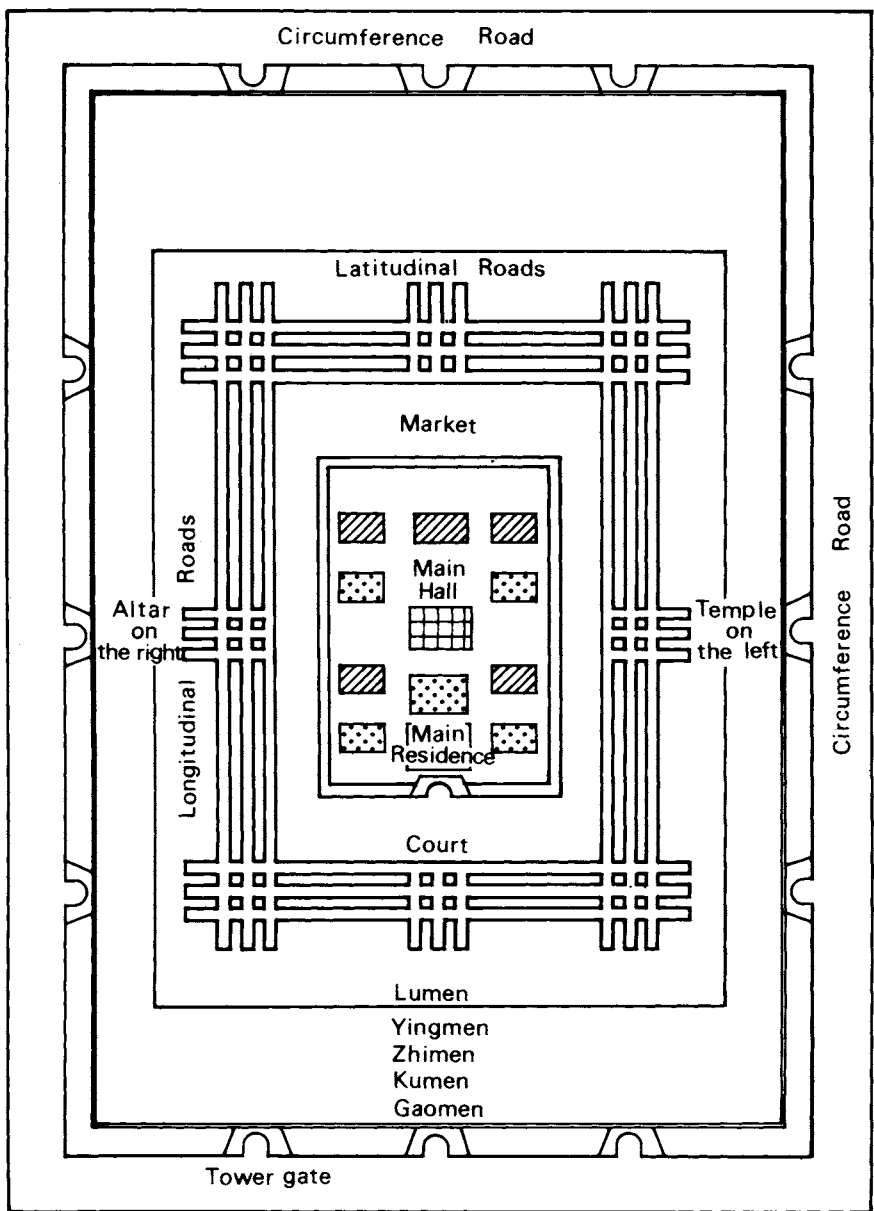 Circumference Road
Latitudinal Roads
Market
Longitudinal Roads
Circumference Road
Main
Hall
Altar
on
the right
Temple
on
the left
[Main]
Residence
Court
Lumen
Yingmen
Zhimen
Kumen
Gaomen
Tower gate